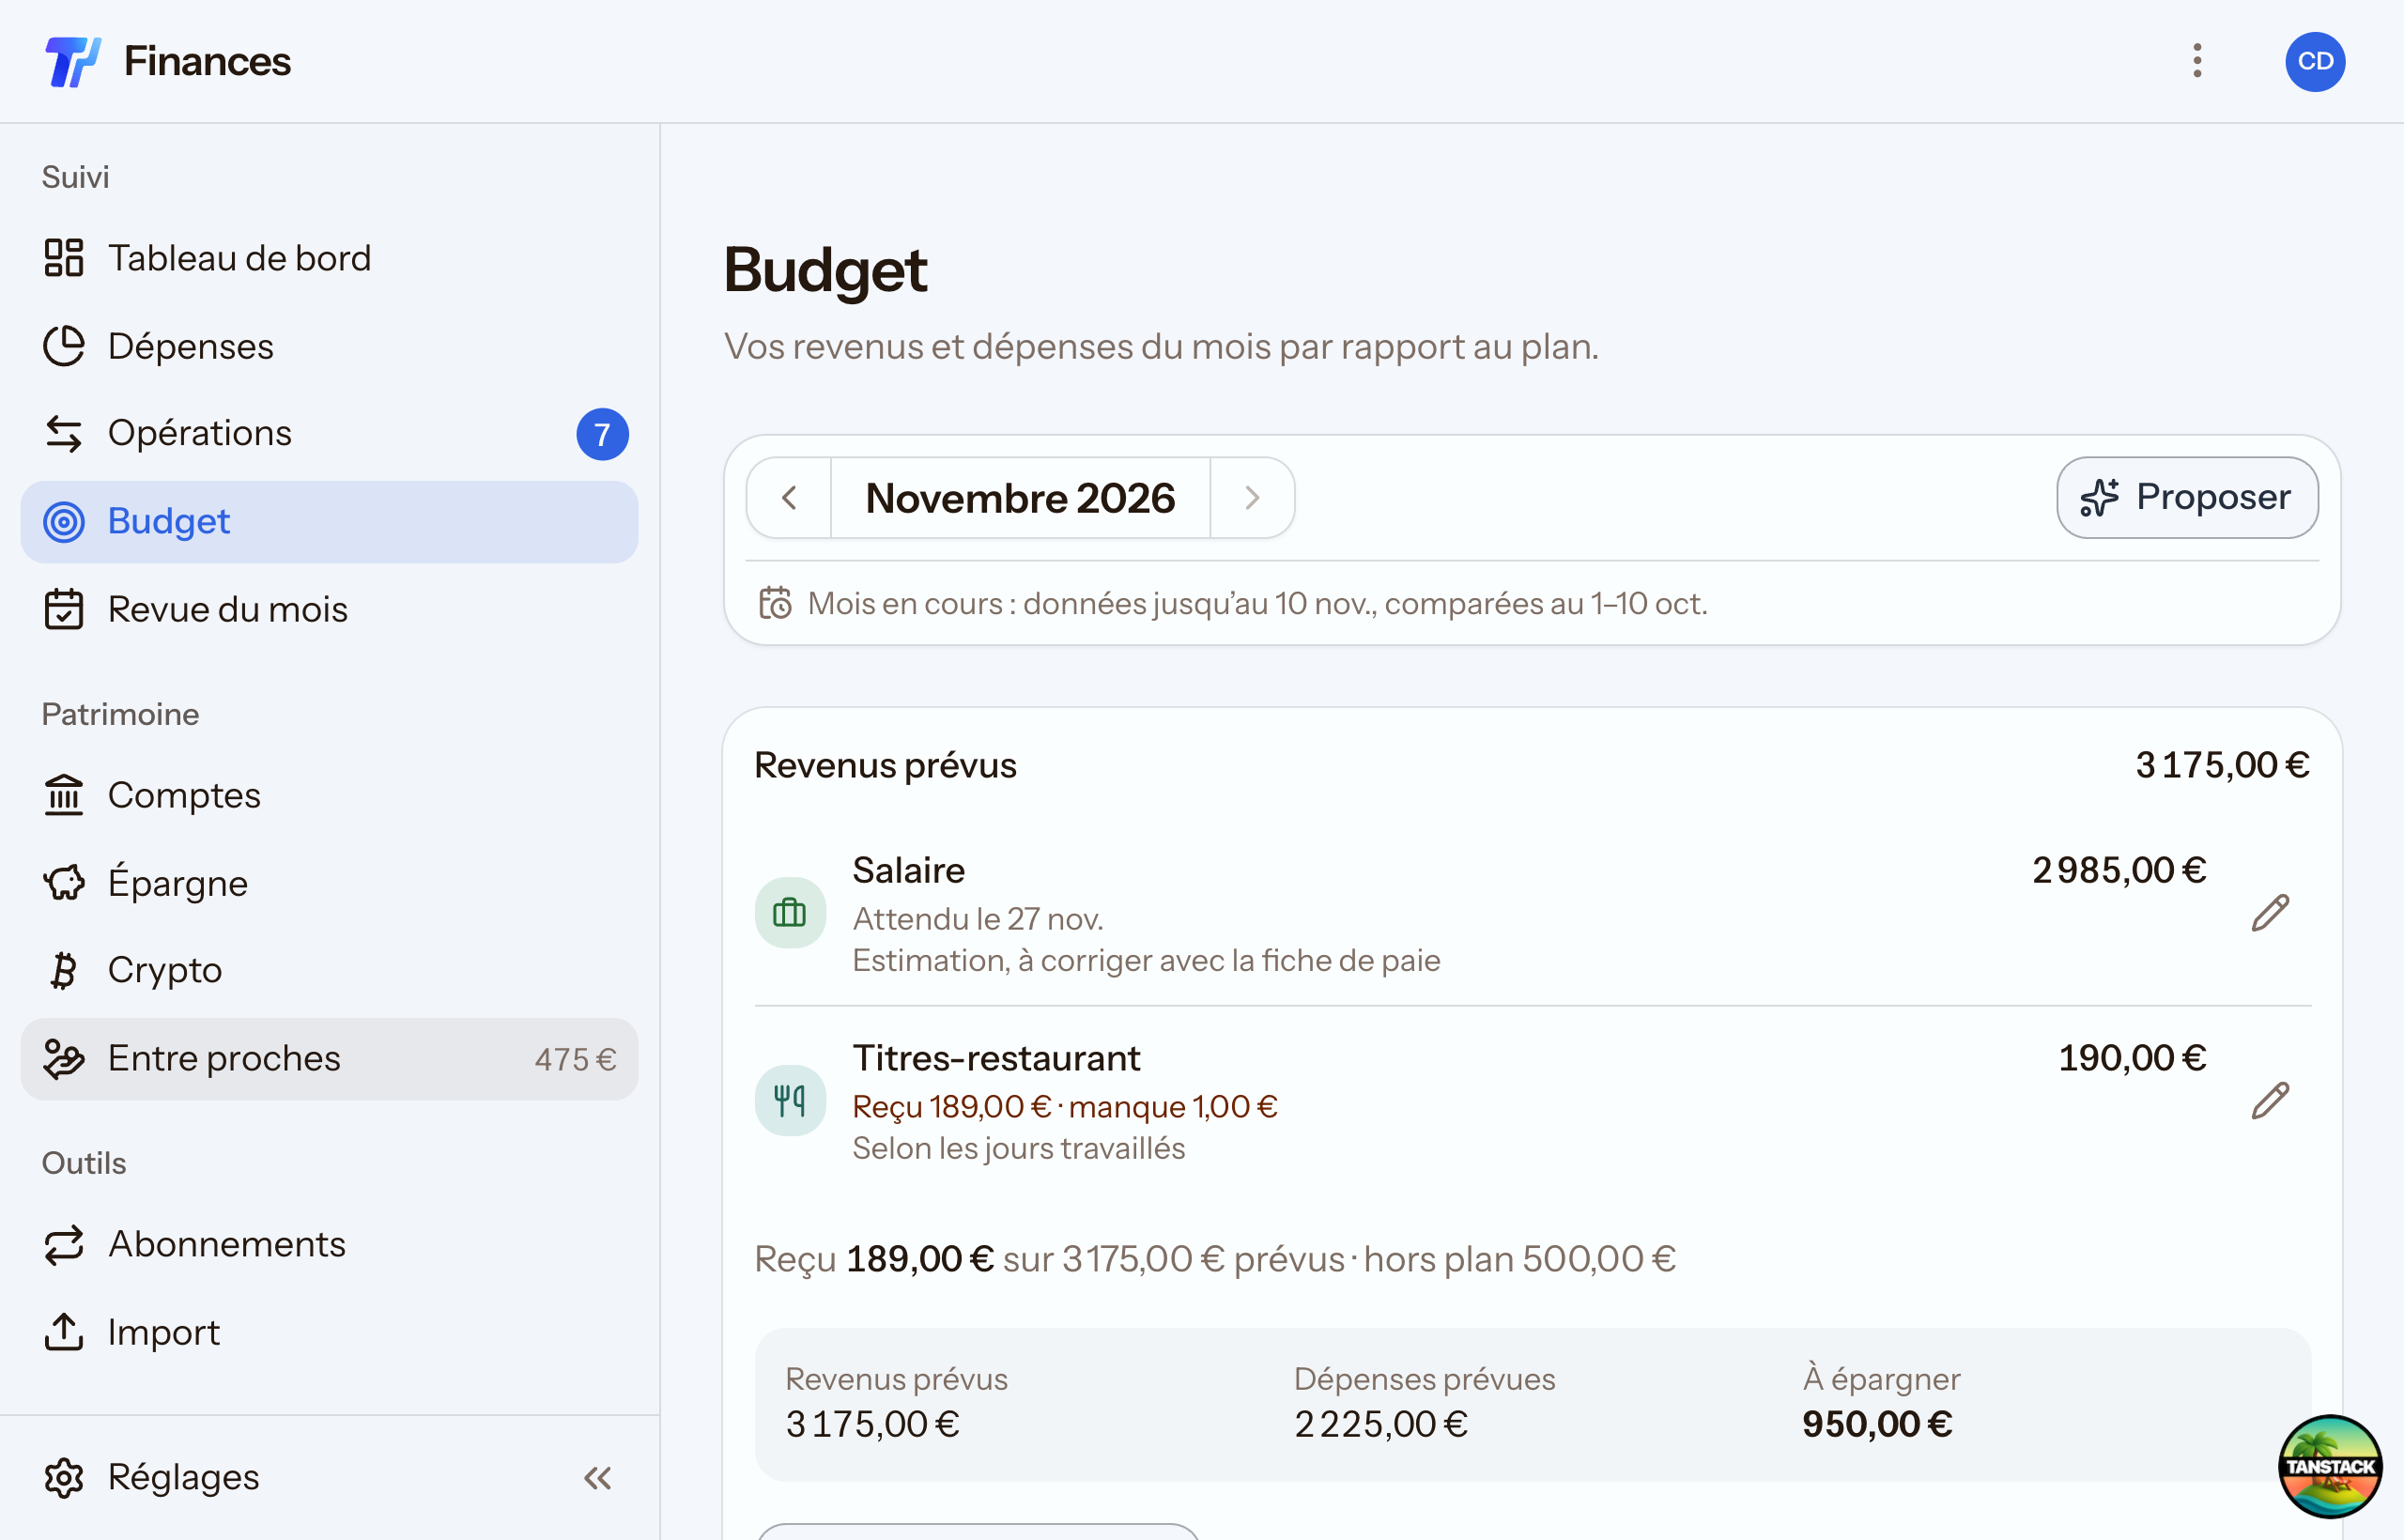 Finances
CD
Suivi
Tableau de bord
Dépenses
Opérations
7
Budget
Revue du mois
Patrimoine
Comptes
Épargne
Crypto
Entre proches
475 €
Outils
Abonnements
Import
Réglages
Budget
Vos revenus et dépenses du mois par rapport au plan.
Novembre 2026
Proposer
Mois en cours : données jusqu’au 10 nov., comparées au 1–10 oct.
Revenus prévus
3 175,00 €
Salaire
2 985,00 €
Attendu le 27 nov.
Estimation, à corriger avec la fiche de paie
Titres-restaurant
190,00 €
Reçu 189,00 € · manque 1,00 €
Selon les jours travaillés
Reçu 189,00 € sur 3 175,00 € prévus · hors plan 500,00 €
Revenus prévus
3 175,00 €
Dépenses prévues
2 225,00 €
À épargner
950,00 €
TANSTACK